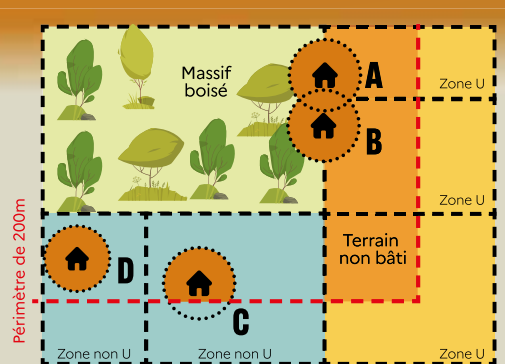 Massif
boisé
A
Zone U
B
Zone U
Périmètre de 200m
Terrain
non bâti
D
C
Zone non U
Zone non U
Zone U